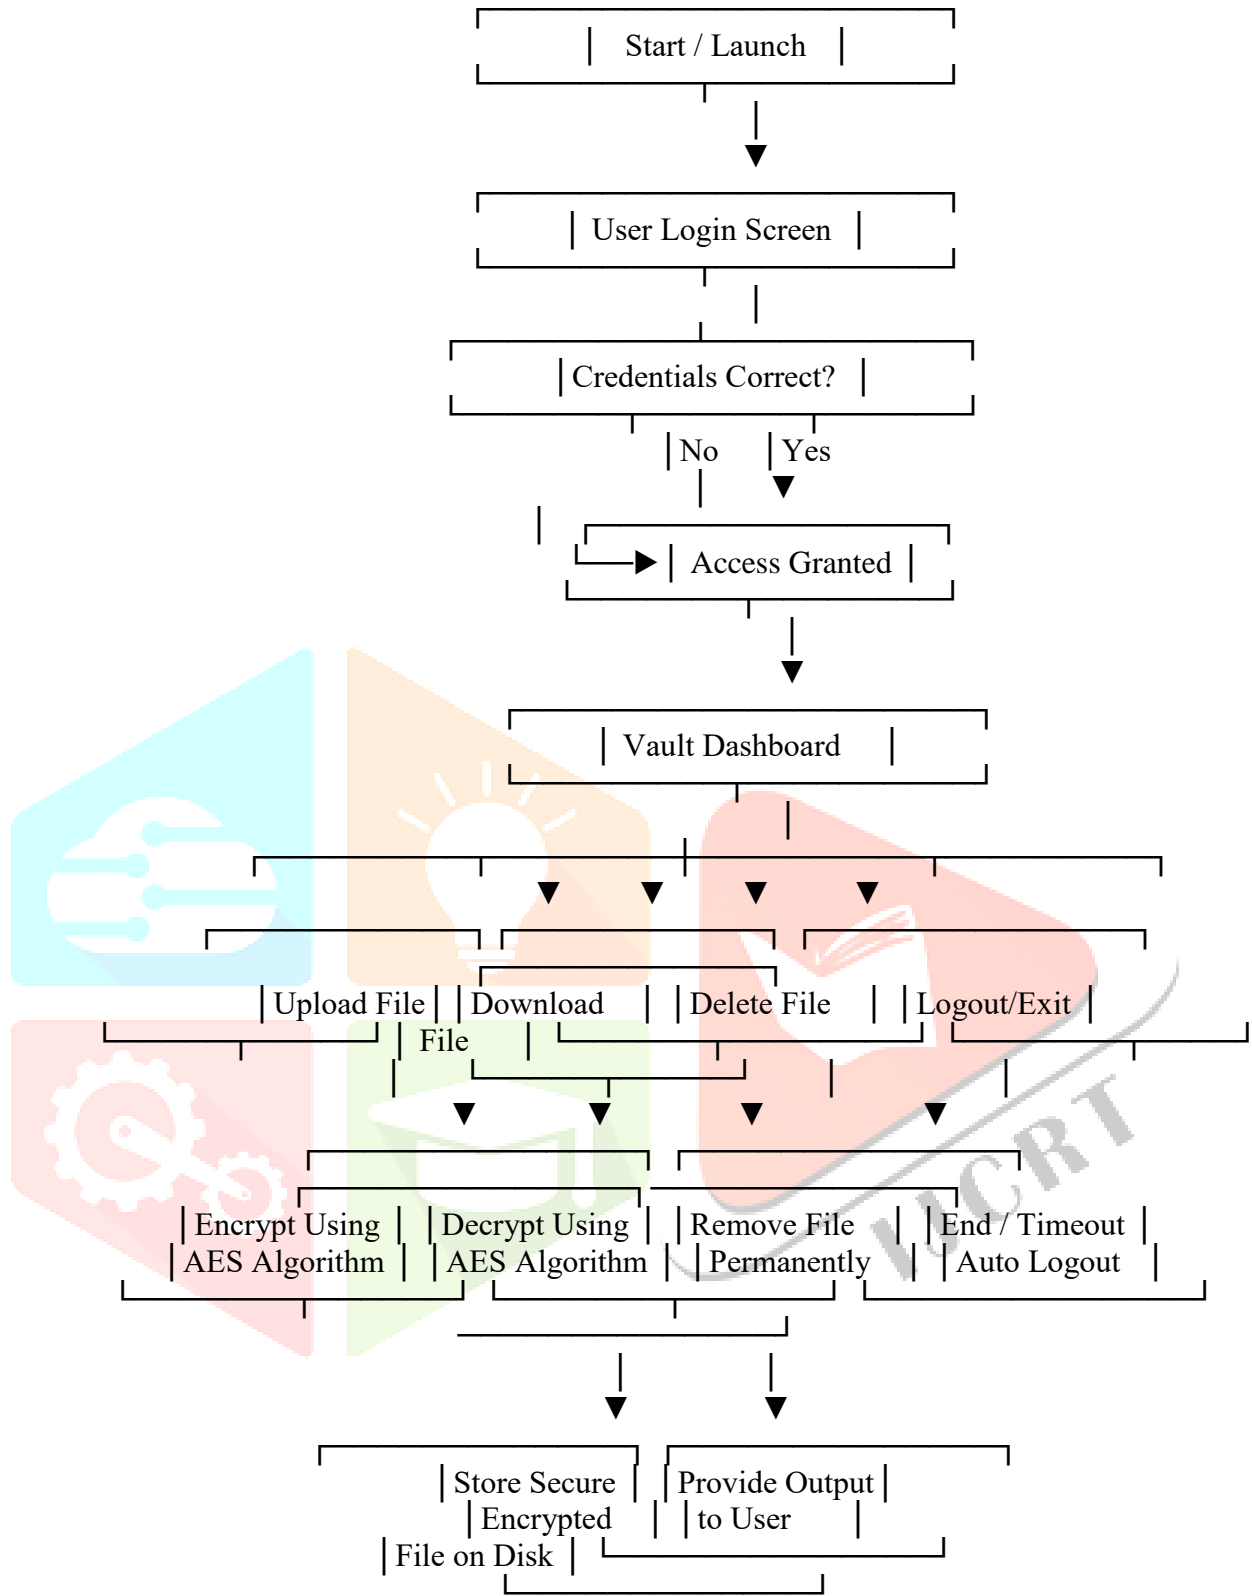 Start / Launch
User Login Screen
Credentials Correct?
No Yes
Access Granted
Vault Dashboard
Upload File Download Delete File Logout/Exit
File
Encrypt Using Decrypt Using Remove File End / Timeout
AES Algorithm AES Algorithm Permanently Auto Logout
Store Secure Provide Output
Encrypted to User
File on Disk
IJCRT